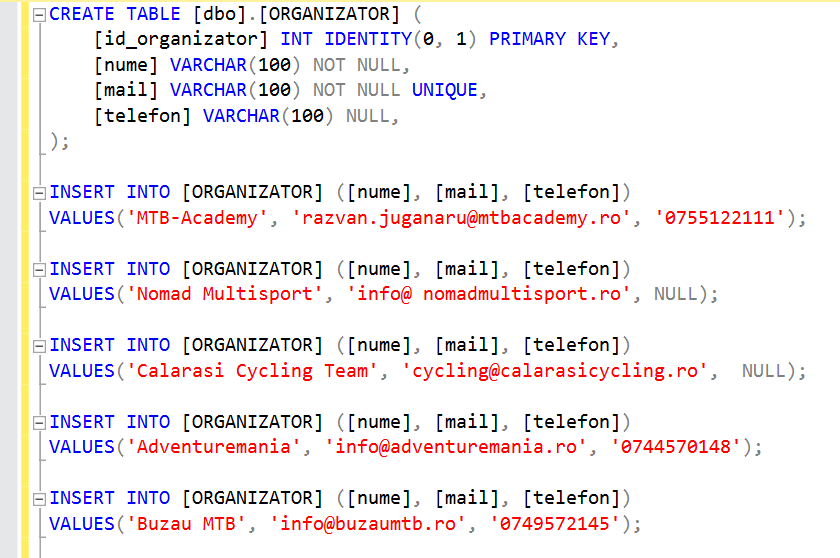 CREATE TABLE [dbo].[ORGANIZATOR] (
[id_organizator] INT IDENTITY(0, 1) PRIMARY KEY,
[nume] VARCHAR(100) NOT NULL,
[mail] VARCHAR(100) NOT NULL UNIQUE,
[telefon] VARCHAR(100) NULL,
);
INSERT INTO [ORGANIZATOR] ([nume], [mail], [telefon])
VALUES('MTB-Academy', 'razvan.juganaru@mtbacademy.ro', '0755122111');
INSERT INTO [ORGANIZATOR] ([nume], [mail], [telefon])
VALUES('Nomad Multisport', 'info@ nomadmultisport.ro', NULL);
INSERT INTO [ORGANIZATOR] ([nume], [mail], [telefon])
VALUES('Calarasi Cycling Team', 'cycling@calarasicycling.ro',  NULL);
INSERT INTO [ORGANIZATOR] ([nume], [mail], [telefon])
VALUES('Adventuremania', 'info@adventuremania.ro', '0744570148');
INSERT INTO [ORGANIZATOR] ([nume], [mail], [telefon])
VALUES('Buzau MTB', 'info@buzaumtb.ro', '0749572145');